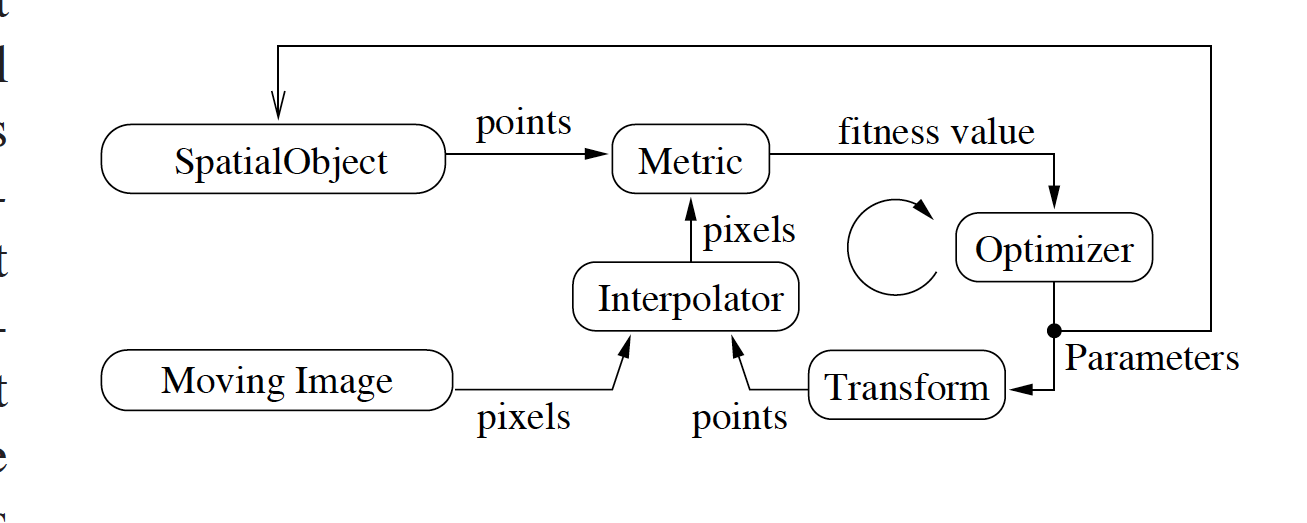 points
fitness value
SpatialObject
Metric
pixels
Optimizer
Interpolator
Parameters
Moving Image
Transform
pixels
points